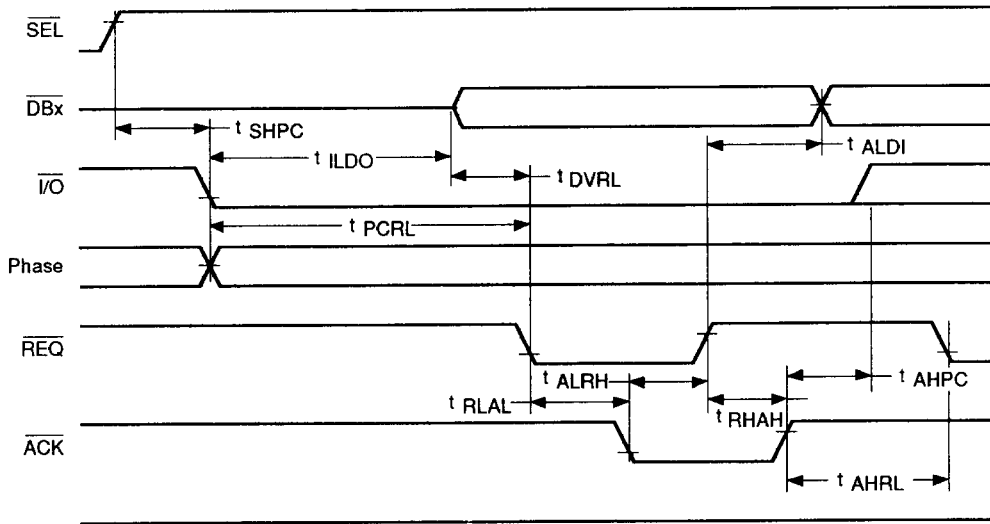 SEL
DBx
t SHPC
t ALDI
t ILDO
t DVRL
I/O
t PCRL
Phase
REQ
t ALRH
t AHPC
t RLAL
t RHAH
ACK
t AHRL